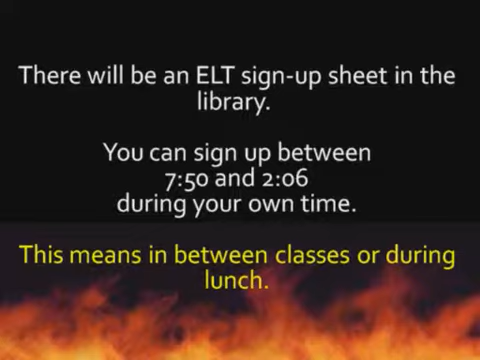 There will be an ELT sign-up sheet in the
library.
You can sign up between
7:50 and 2:06
during your own time.
This means in between classes or during
lunch.